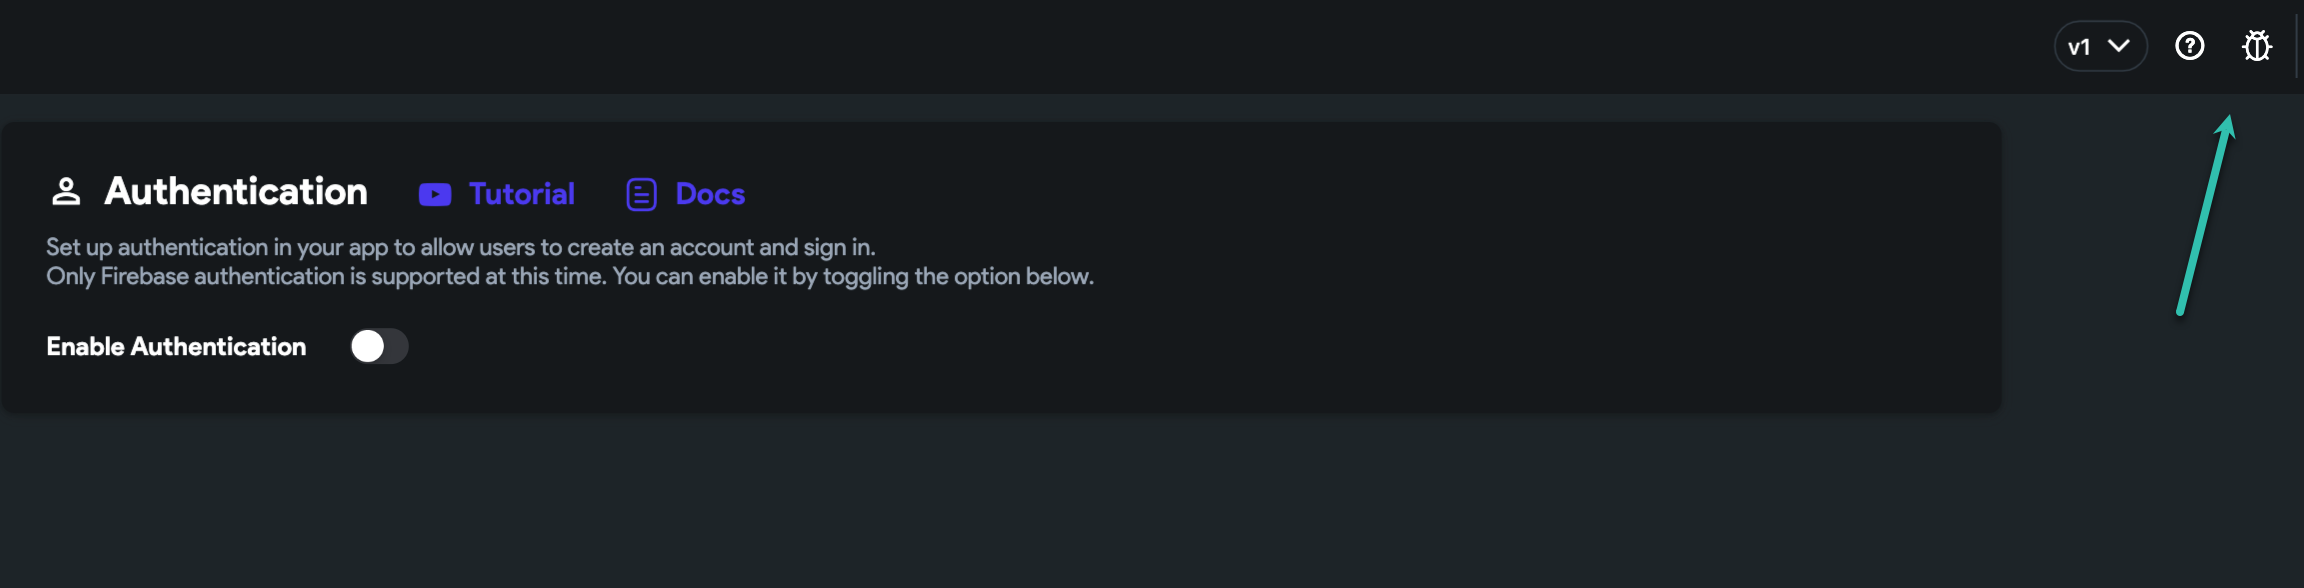 v1
Authentication Tutorial Docs
Set up authentication in your app to allow users to create an account and sign in.
Only Firebase authentication is supported at this time. You can enable it by toggling the option below.
Enable Authentication